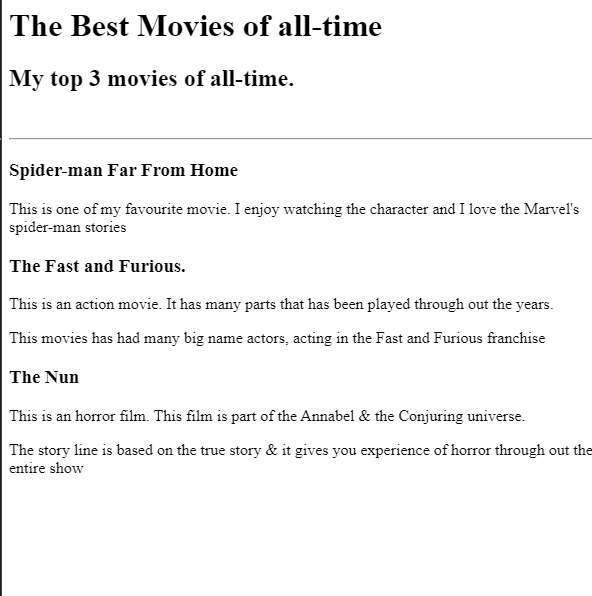 The Best Movies of all-time
My top 3 movies of all-time.
Spider-man Far From Home
This is one of my favourite movie. I enjoy watching the character and I love the Marvel's
spider-man stories
The Fast and Furious.
This is an action movie. It has many parts that has been played through out the years.
This movies has had many big name actors, acting in the Fast and Furious franchise
The Nun
This is an horror film. This film is part of the Annabel & the Conjuring universe.
The story line is based on the true story & it gives you experience of horror through out the
entire show